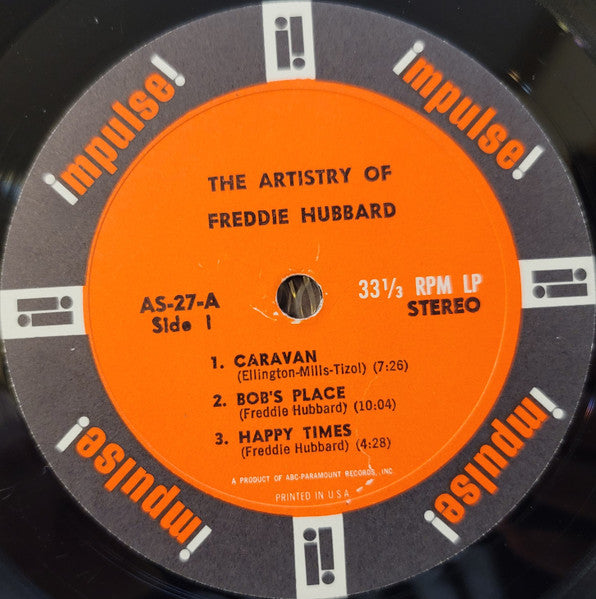 impulse!
impulse!
THE ARTISTRY OF
FREDDIE HUBBARD
AS-27-A
Side 1
33⅓ RPM LP
STEREO
1. CARAVAN
(Ellington-Mills-Tizol) (7:26)
2. BOB'S PLACE
(Freddie Hubbard) (10:04)
3. HAPPY TIMES
(Freddie Hubbard) (4:28)
A PRODUCT OF ABC-PARAMOUNT RECORDS, INC.
PRINTED IN U.S.A.
impulse!
impulse!